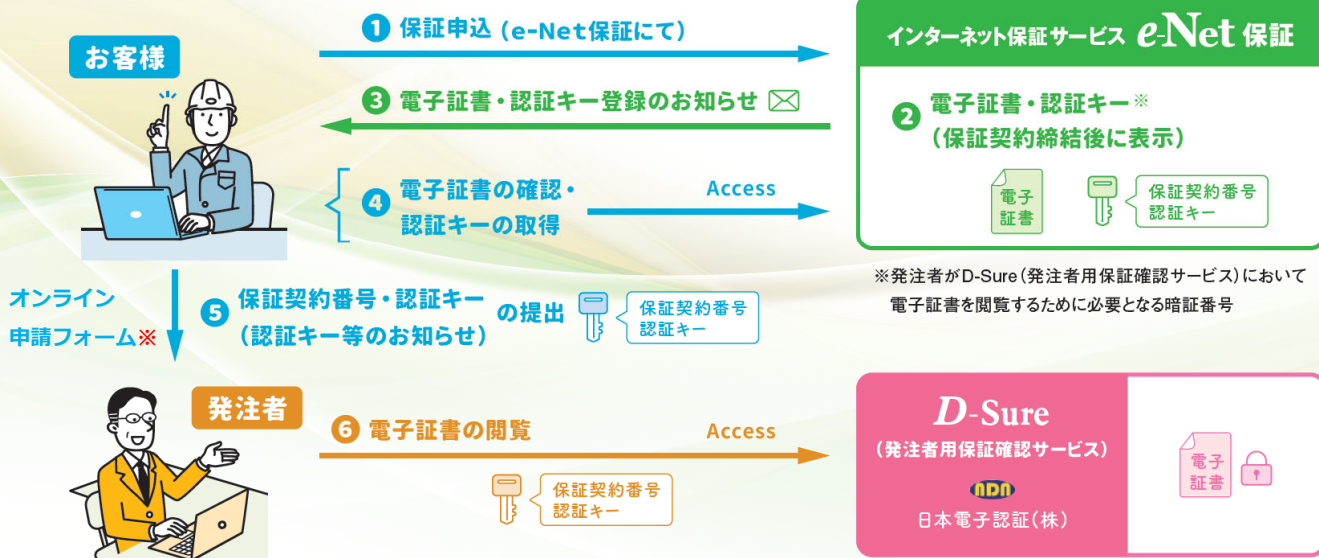 お客様
❶ 保証申込 (e-Net保証にて)
インターネット保証サービス e-Net 保証
❷ 電子証書・認証キー※
(保証契約締結後に表示)
電子
証書
保証契約番号
認証キー
❸ 電子証書・認証キー登録のお知らせ
❹ 電子証書の確認・
認証キーの取得
Access
※発注者がD-Sure(発注者用保証確認サービス)において
電子証書を閲覧するために必要となる暗証番号
オンライン
申請フォーム※
❺ 保証契約番号・認証キー
(認証キー等のお知らせ)
の提出
保証契約番号
認証キー
発注者
❻ 電子証書の閲覧
Access
保証契約番号
認証キー
D-Sure
(発注者用保証確認サービス)
NDN
日本電子認証(株)
電子
証書